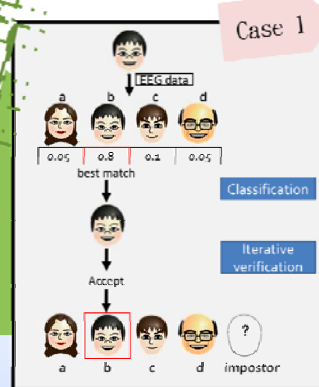 Case 1
EEG data
a b c d
0.05 0.8 0.1 0.05
best match
Classification
Iterative
verification
Accept
?
a b c d impostor